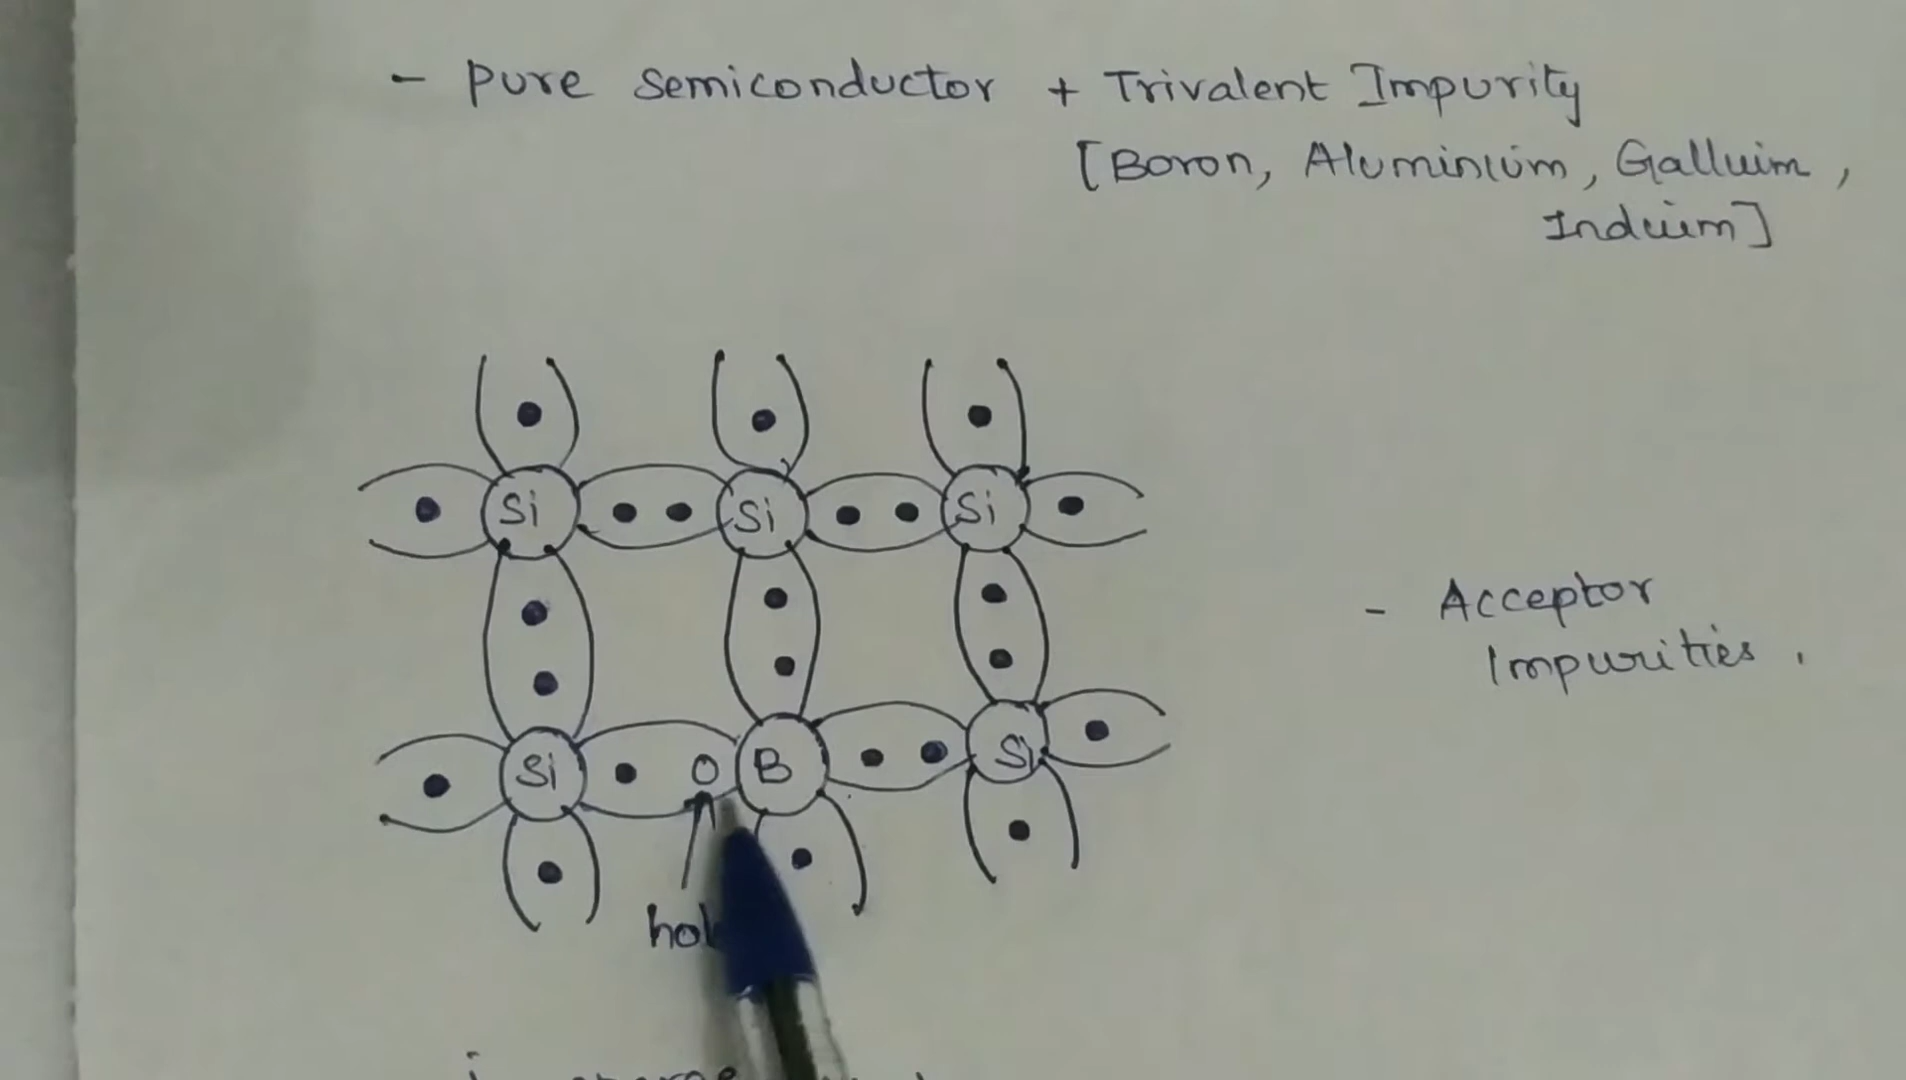 - Pure semiconductor + Trivalent Impurity
[Boron, Aluminium, Galluim,
Induim]
Si Si Si
- Acceptor
Impurities.
Si O B Si